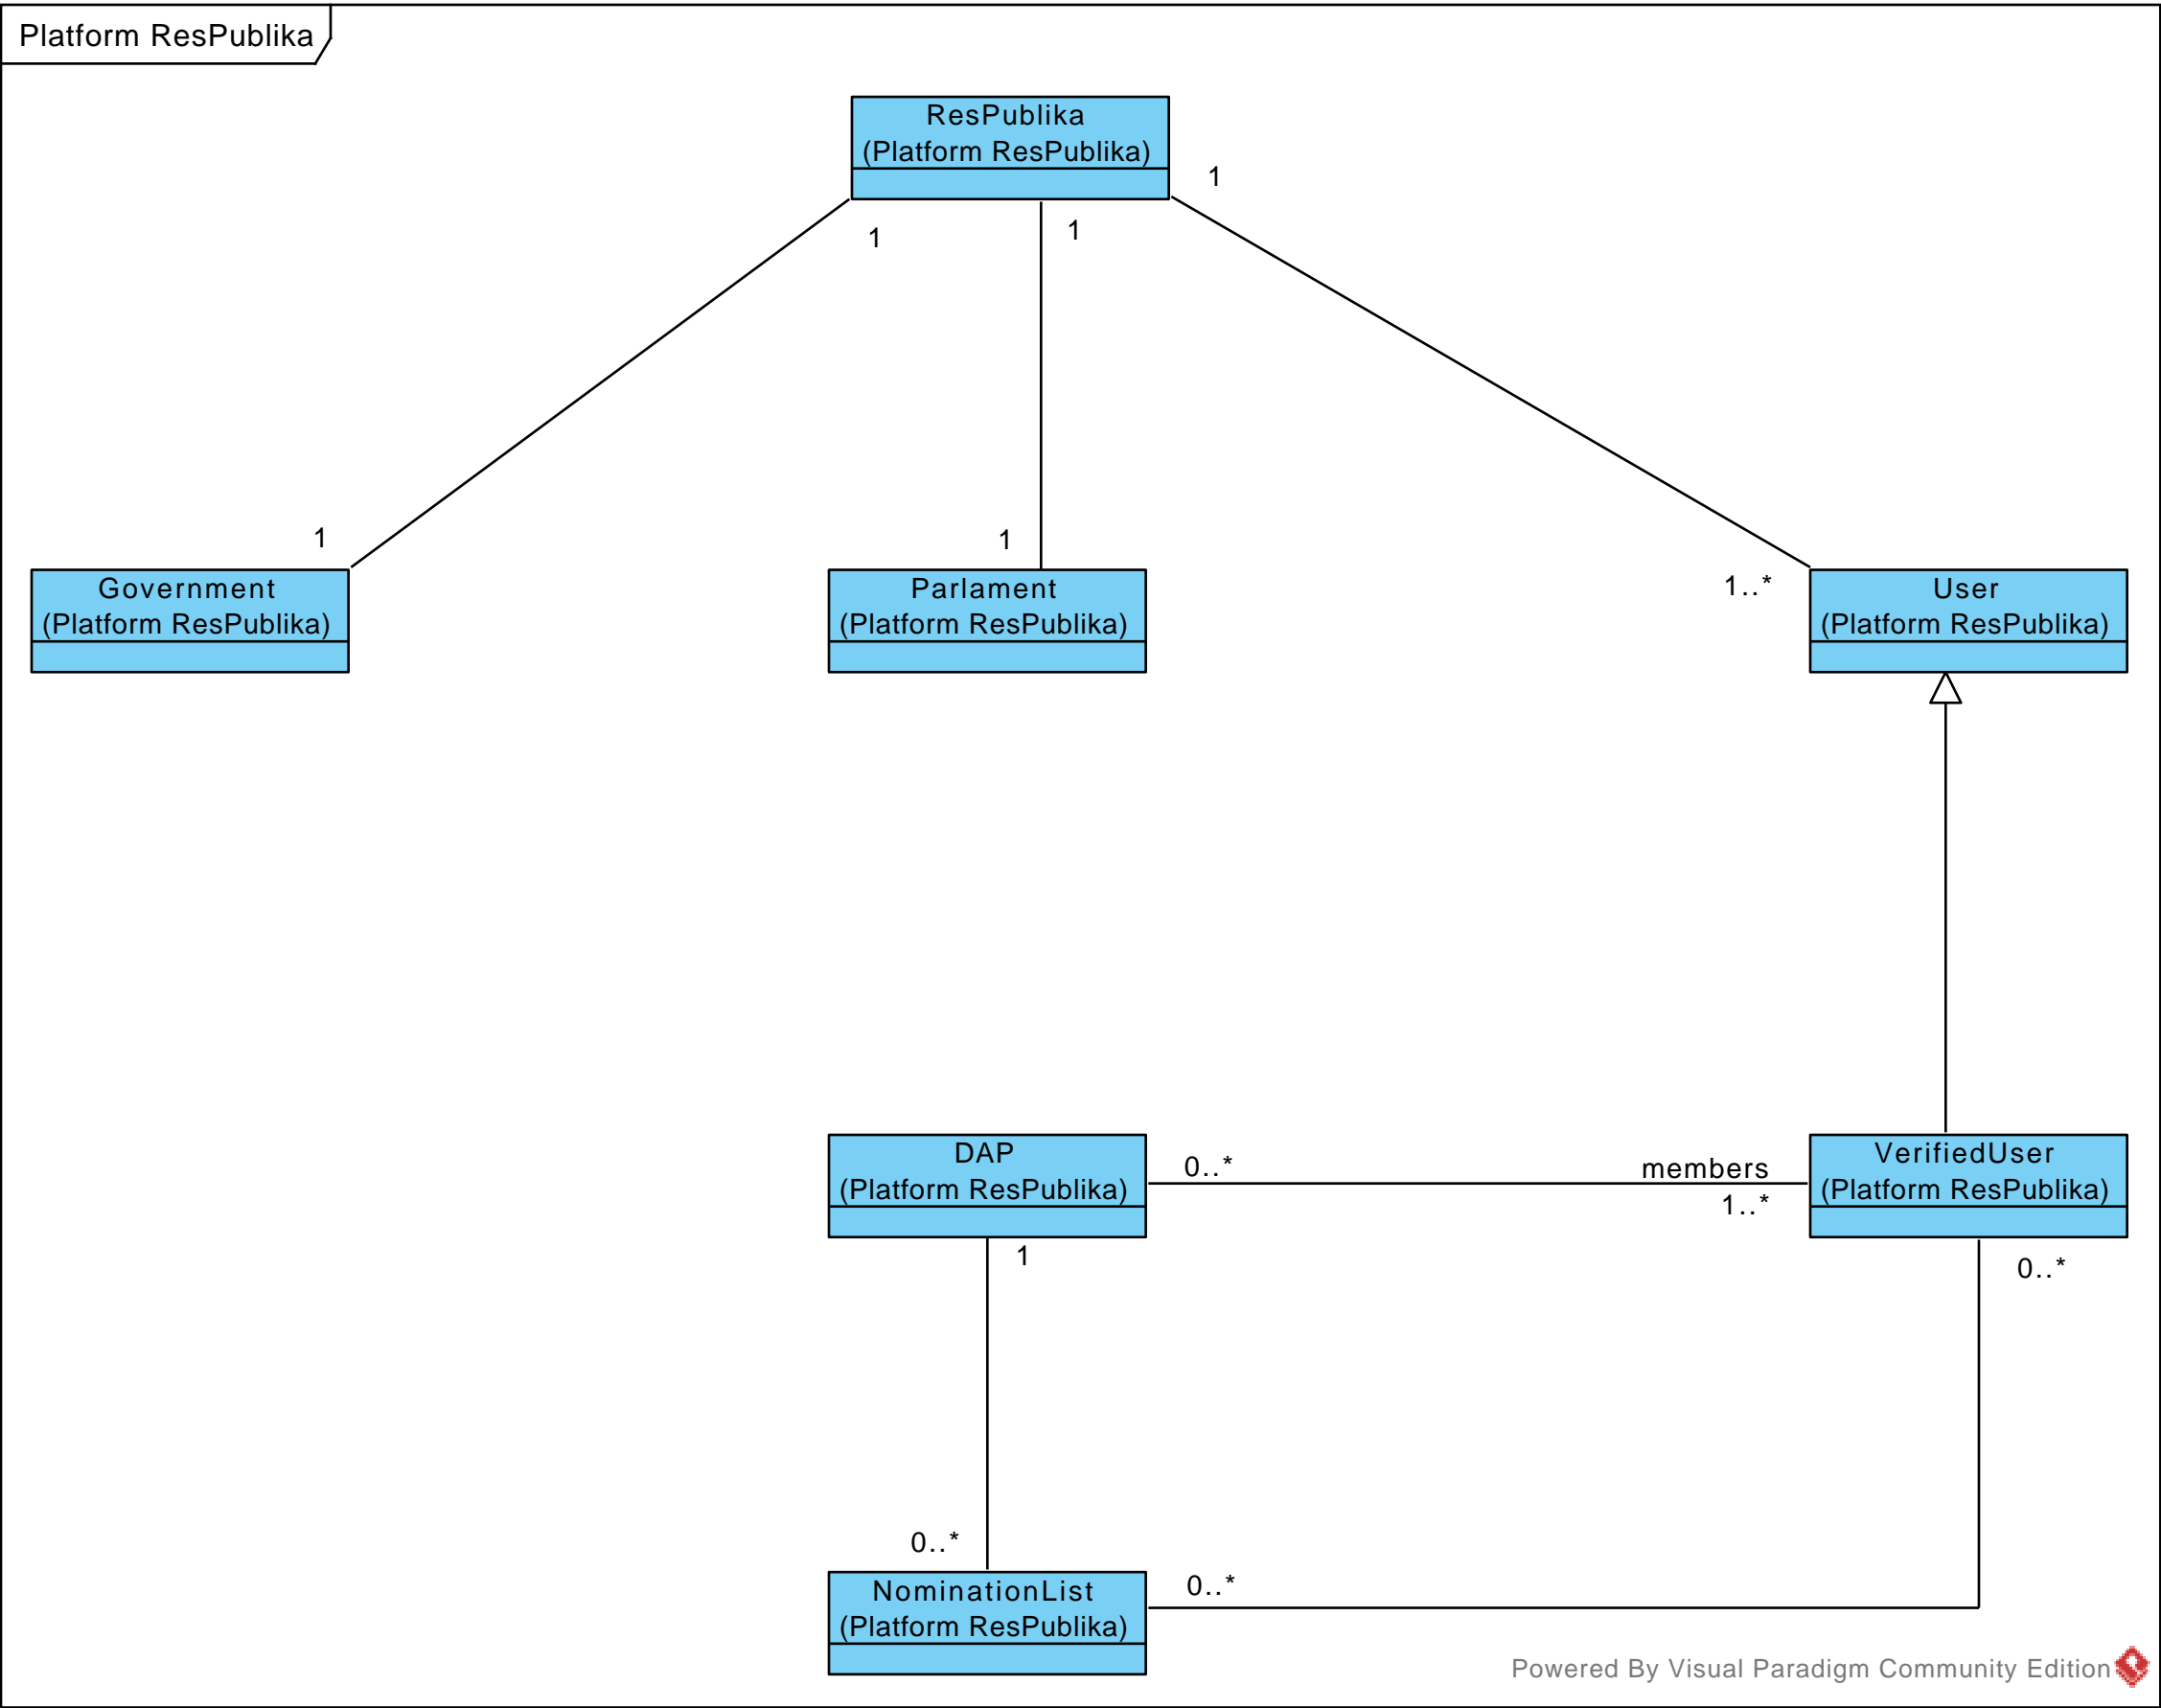 Platform ResPublika
ResPublika
(Platform ResPublika)
1
1
1
1
1
1..*
Government
(Platform ResPublika)
Parlament
(Platform ResPublika)
User
(Platform ResPublika)
DAP
(Platform ResPublika)
0..*
members
1..*
VerifiedUser
(Platform ResPublika)
1
0..*
0..*
NominationList
(Platform ResPublika)
0..*
Powered By Visual Paradigm Community Edition